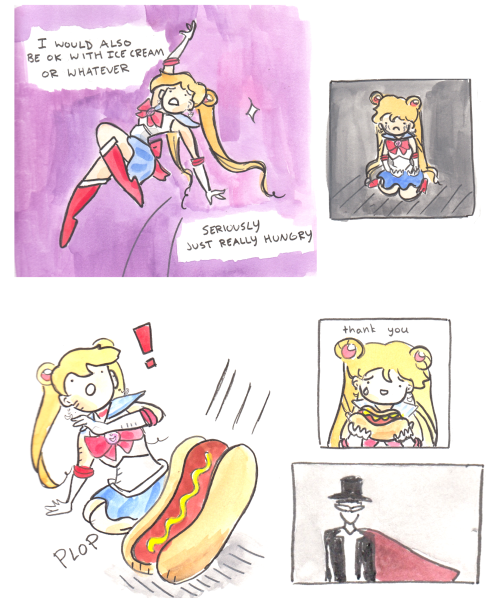 I WOULD ALSO
BE OK WITH ICE CREAM
OR WHATEVER
SERIOUSLY
JUST REALLY HUNGRY
!
PLOP
thank you